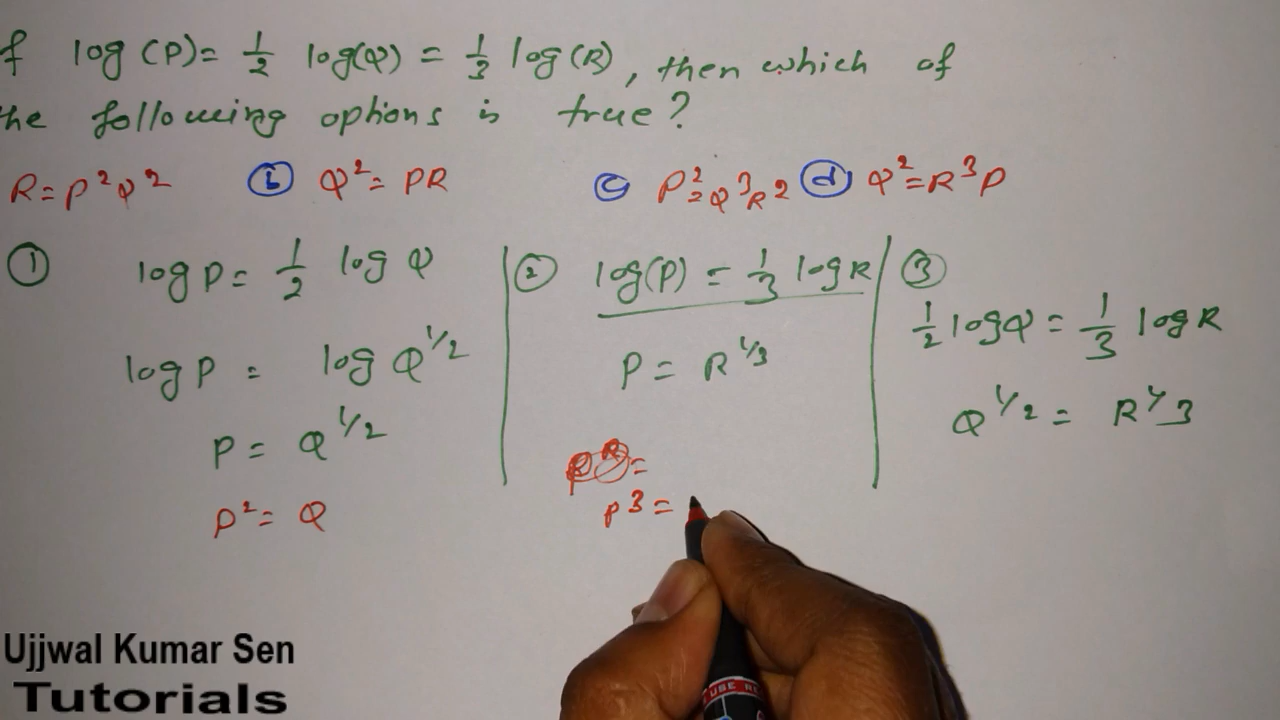 f log (P) = 1/2 log(Q) = 1/3 log (R), then which of
he following options is true?
R = P²Q² (b) Q² = PR (c) P² = Q³R² (d) Q² = R³P
(1) log P = 1/2 log Q
log P = log Q^1/2
P = Q^1/2
P² = Q
(2) log(P) = 1/3 log R
P = R^1/3
P³ =
(3)
1/2 log Q = 1/3 log R
Q^1/2 = R^1/3
Ujjwal Kumar Sen
Tutorials